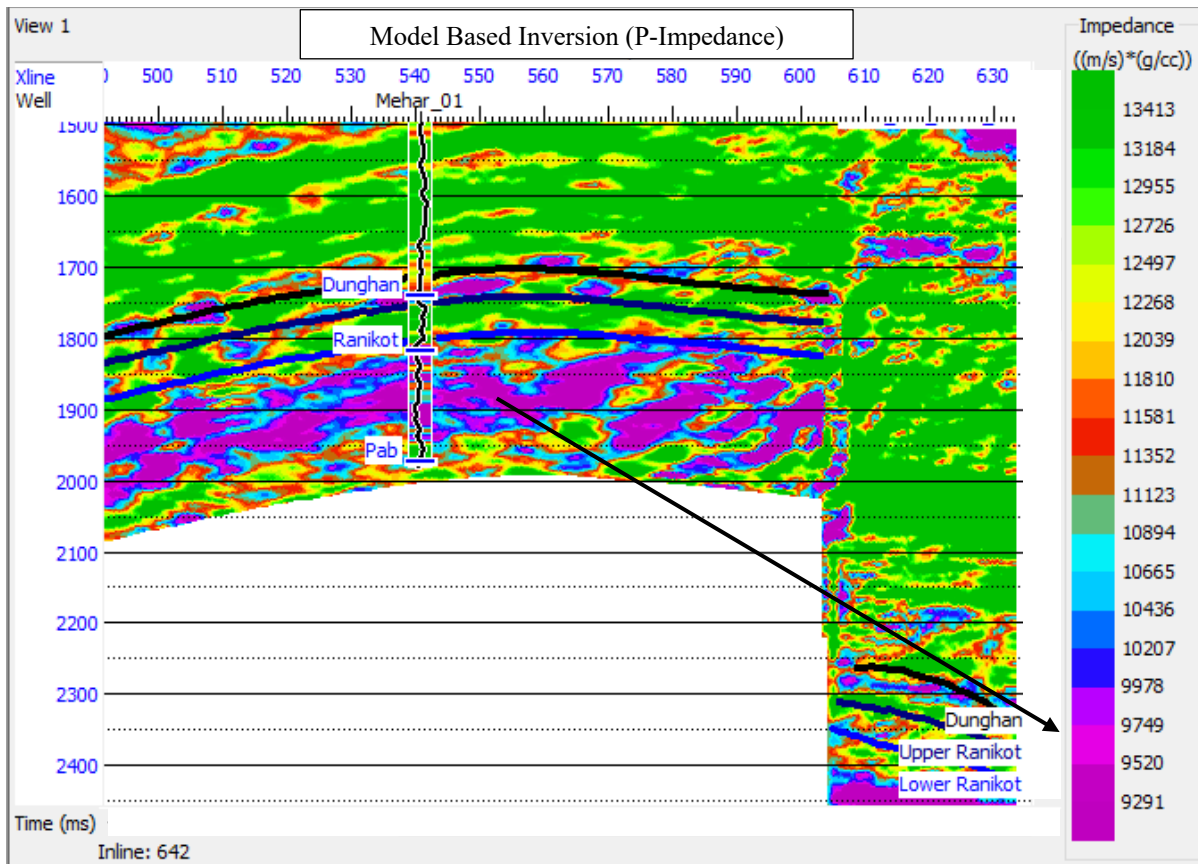 View 1
Model Based Inversion (P-Impedance)
Impedance
((m/s)*(g/cc))
Xline
500 510 520 530 540 550 560 570 580 590 600 610 620 630
Well
Mehar_01
1500
1600
1700
1800
1900
2000
2100
2200
2300
2400
Dunghan
Ranikot
Pab
Dunghan
Upper Ranikot
Lower Ranikot
13413
13184
12955
12726
12497
12268
12039
11810
11581
11352
11123
10894
10665
10436
10207
9978
9749
9520
9291
Time (ms)
Inline: 642